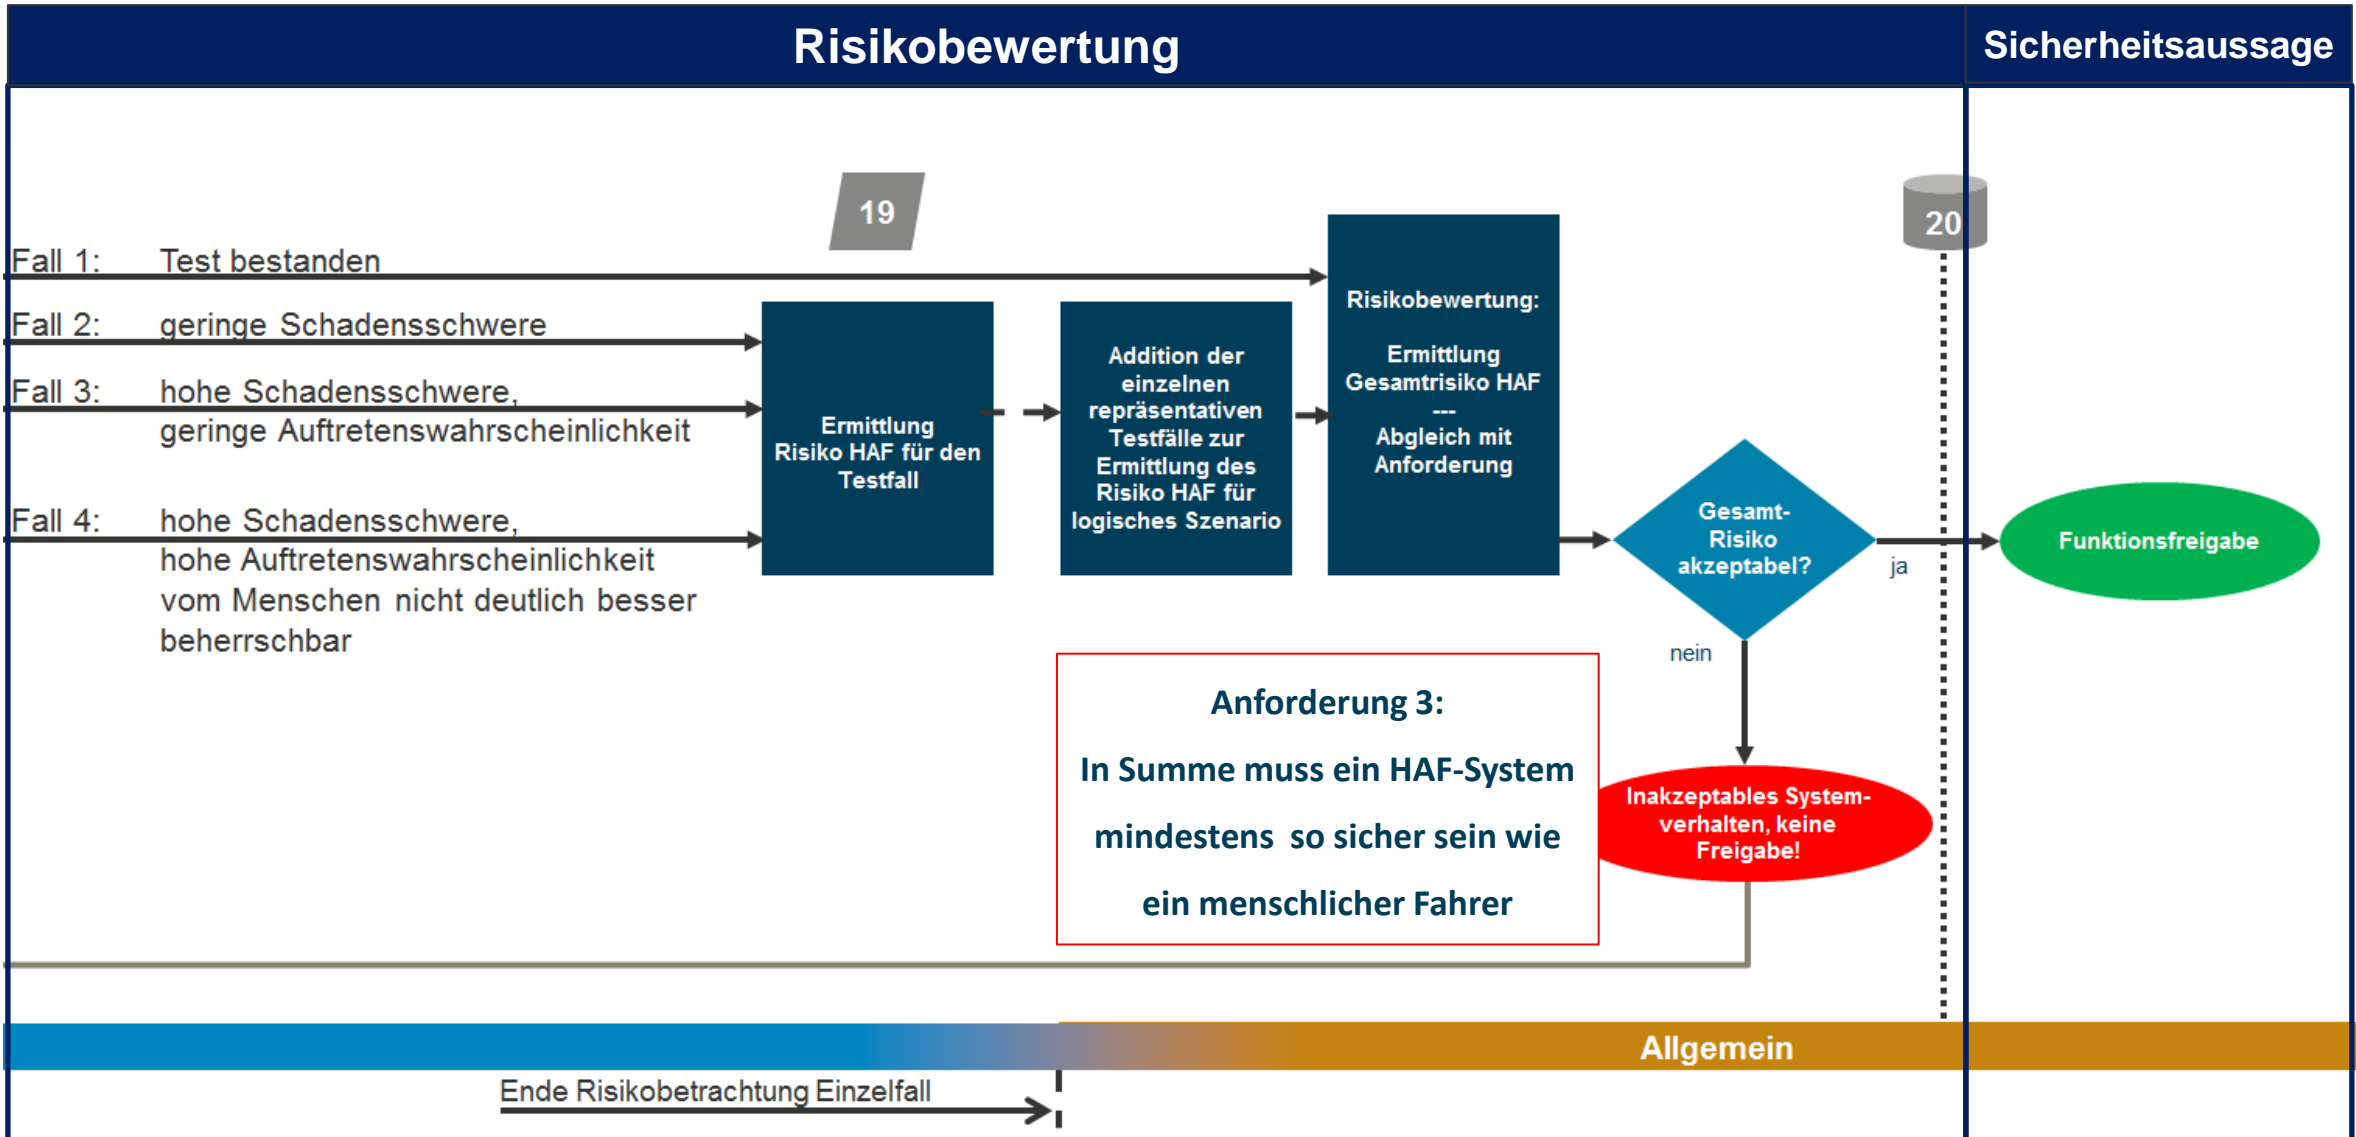 Risikobewertung
Sicherheitsaussage
19
20
Fall 1: Test bestanden
Fall 2: geringe Schadensschwere
Fall 3: hohe Schadensschwere,
geringe Auftretenswahrscheinlichkeit
Fall 4: hohe Schadensschwere,
hohe Auftretenswahrscheinlichkeit
vom Menschen nicht deutlich besser
beherrschbar
Ermittlung
Risiko HAF für den
Testfall
Addition der
einzelnen
repräsentativen
Testfälle zur
Ermittlung des
Risiko HAF für
logisches Szenario
Risikobewertung:
Ermittlung
Gesamtrisiko HAF
---
Abgleich mit
Anforderung
Gesamt-
Risiko
akzeptabel?
ja
Funktionsfreigabe
nein
Anforderung 3:
In Summe muss ein HAF-System
mindestens so sicher sein wie
ein menschlicher Fahrer
Inakzeptables System-
verhalten, keine
Freigabe!
Allgemein
Ende Risikobetrachtung Einzelfall